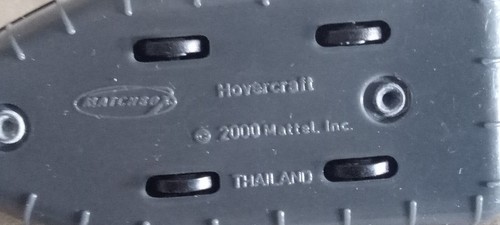 MATCHBOX
Hovercraft
© 2000 Mattel. Inc.
THAILAND